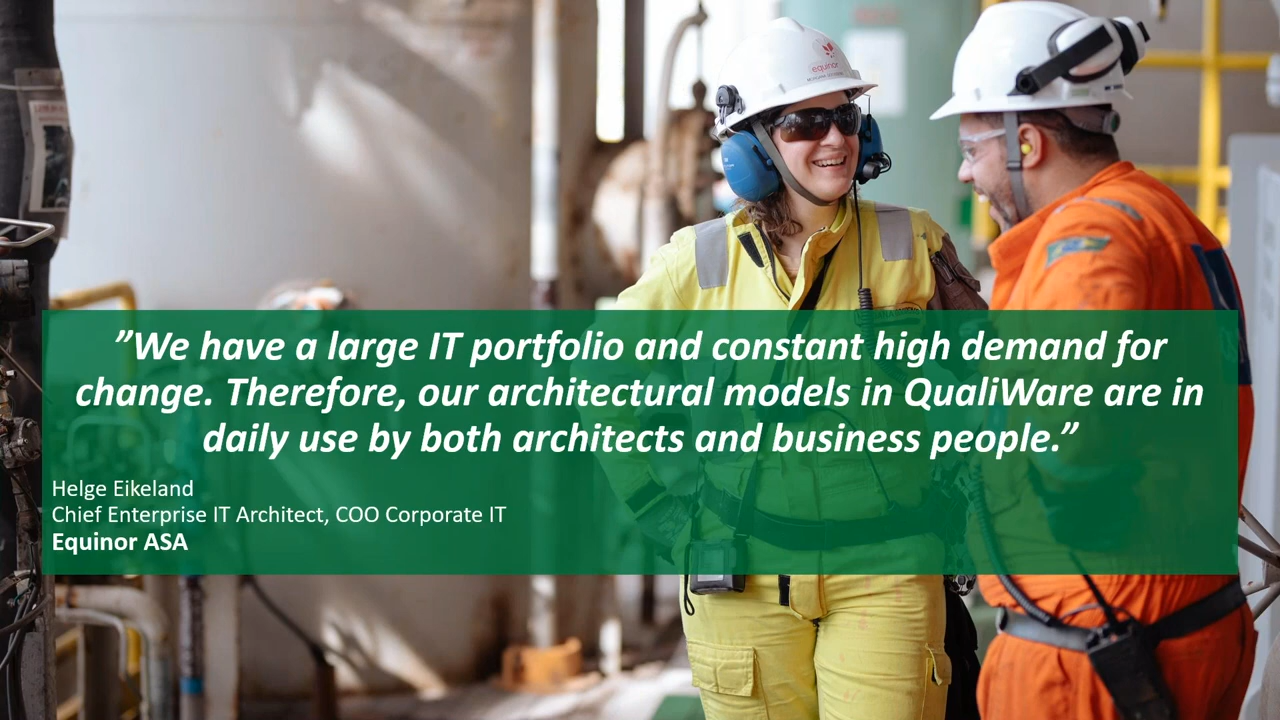 equinor
”We have a large IT portfolio and constant high demand for
change. Therefore, our architectural models in QualiWare are in
daily use by both architects and business people.”
Helge Eikeland
Chief Enterprise IT Architect, COO Corporate IT
Equinor ASA